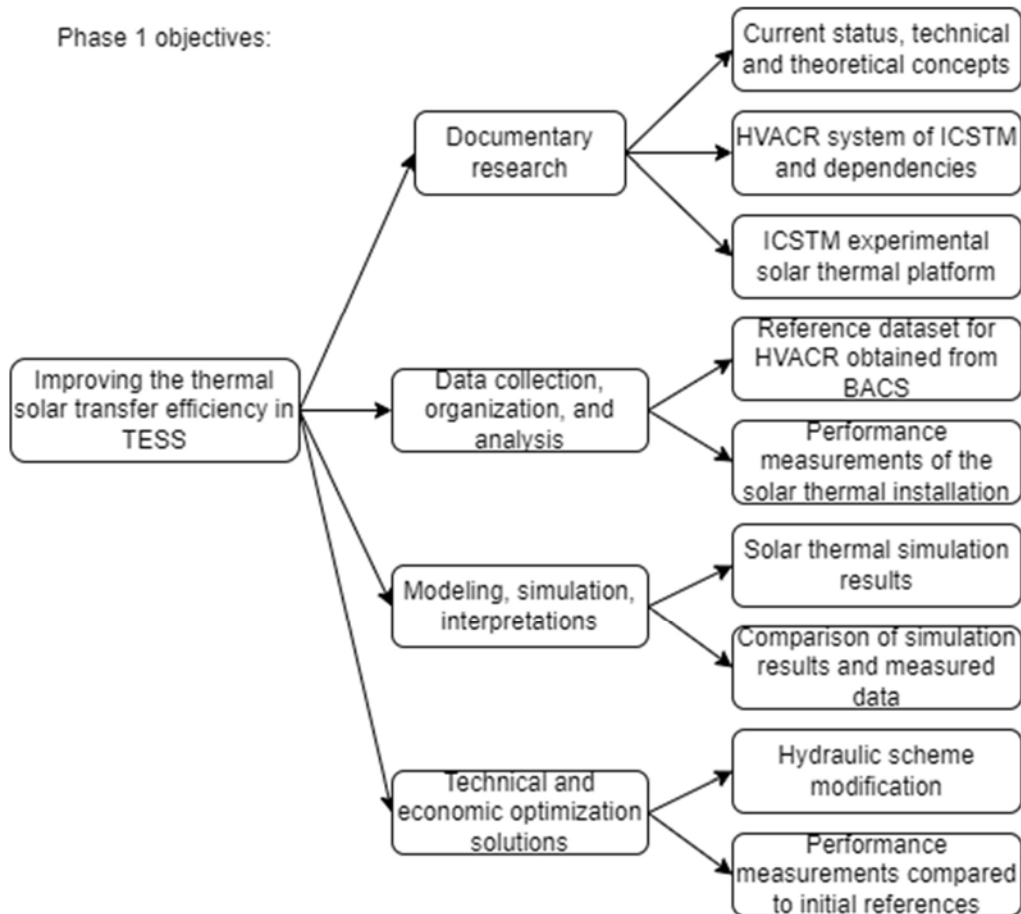 Phase 1 objectives:
Current status, technical
and theoretical concepts
Documentary
research
HVACR system of ICSTM
and dependencies
ICSTM experimental
solar thermal platform
Improving the thermal
solar transfer efficiency in
TESS
Data collection,
organization, and
analysis
Reference dataset for
HVACR obtained from
BACS
Performance
measurements of the
solar thermal installation
Modeling, simulation,
interpretations
Solar thermal simulation
results
Comparison of simulation
results and measured
data
Technical and
economic optimization
solutions
Hydraulic scheme
modification
Performance
measurements compared
to initial references